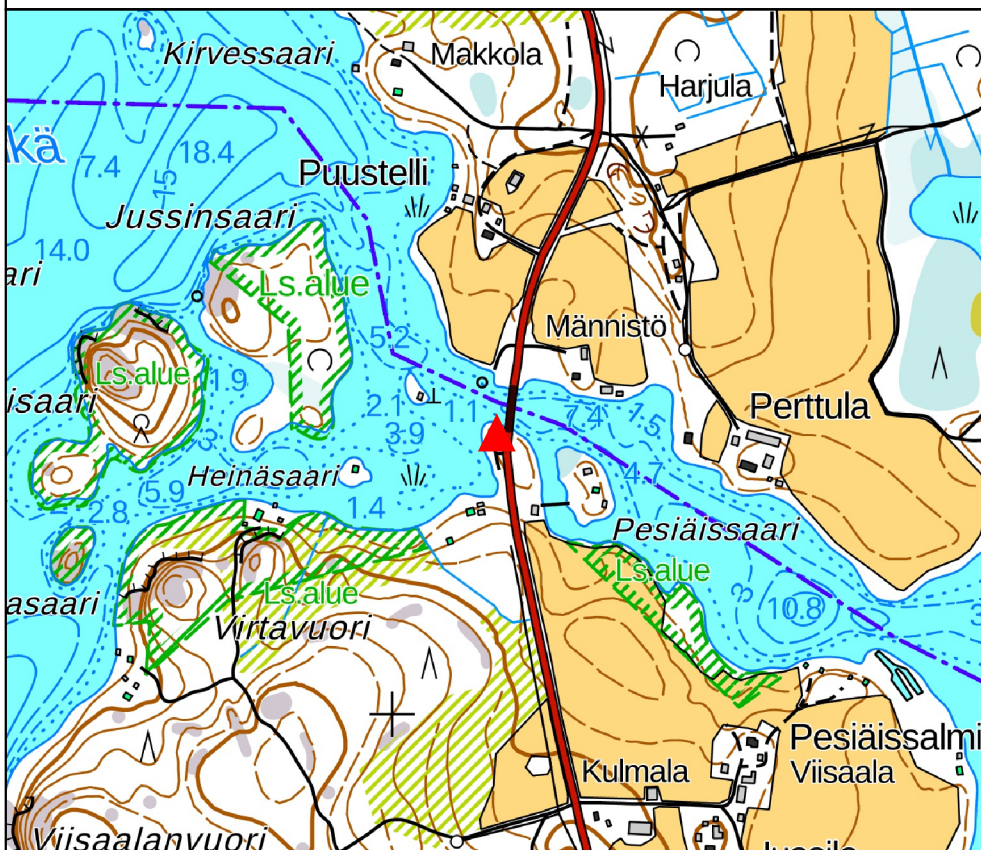 Kirvessaari
Makkola
Harjula
kä
7.4
18.4
15
Puustelli
Jussinsaari
14.0
ari
Ls.alue
5.2
Männistö
Ls.alue
1.9
isaari
2.1
1.1
7.4
1.5
Perttula
3.9
3
Heinäsaari
4.7
5.9
1.4
2.8
Pesiäissaari
Ls.alue
Ls.alue
3
10.8
asaari
Virtavuori
Pesiäissalmi
Kulmala
Viisaala
Viisaalanvuori